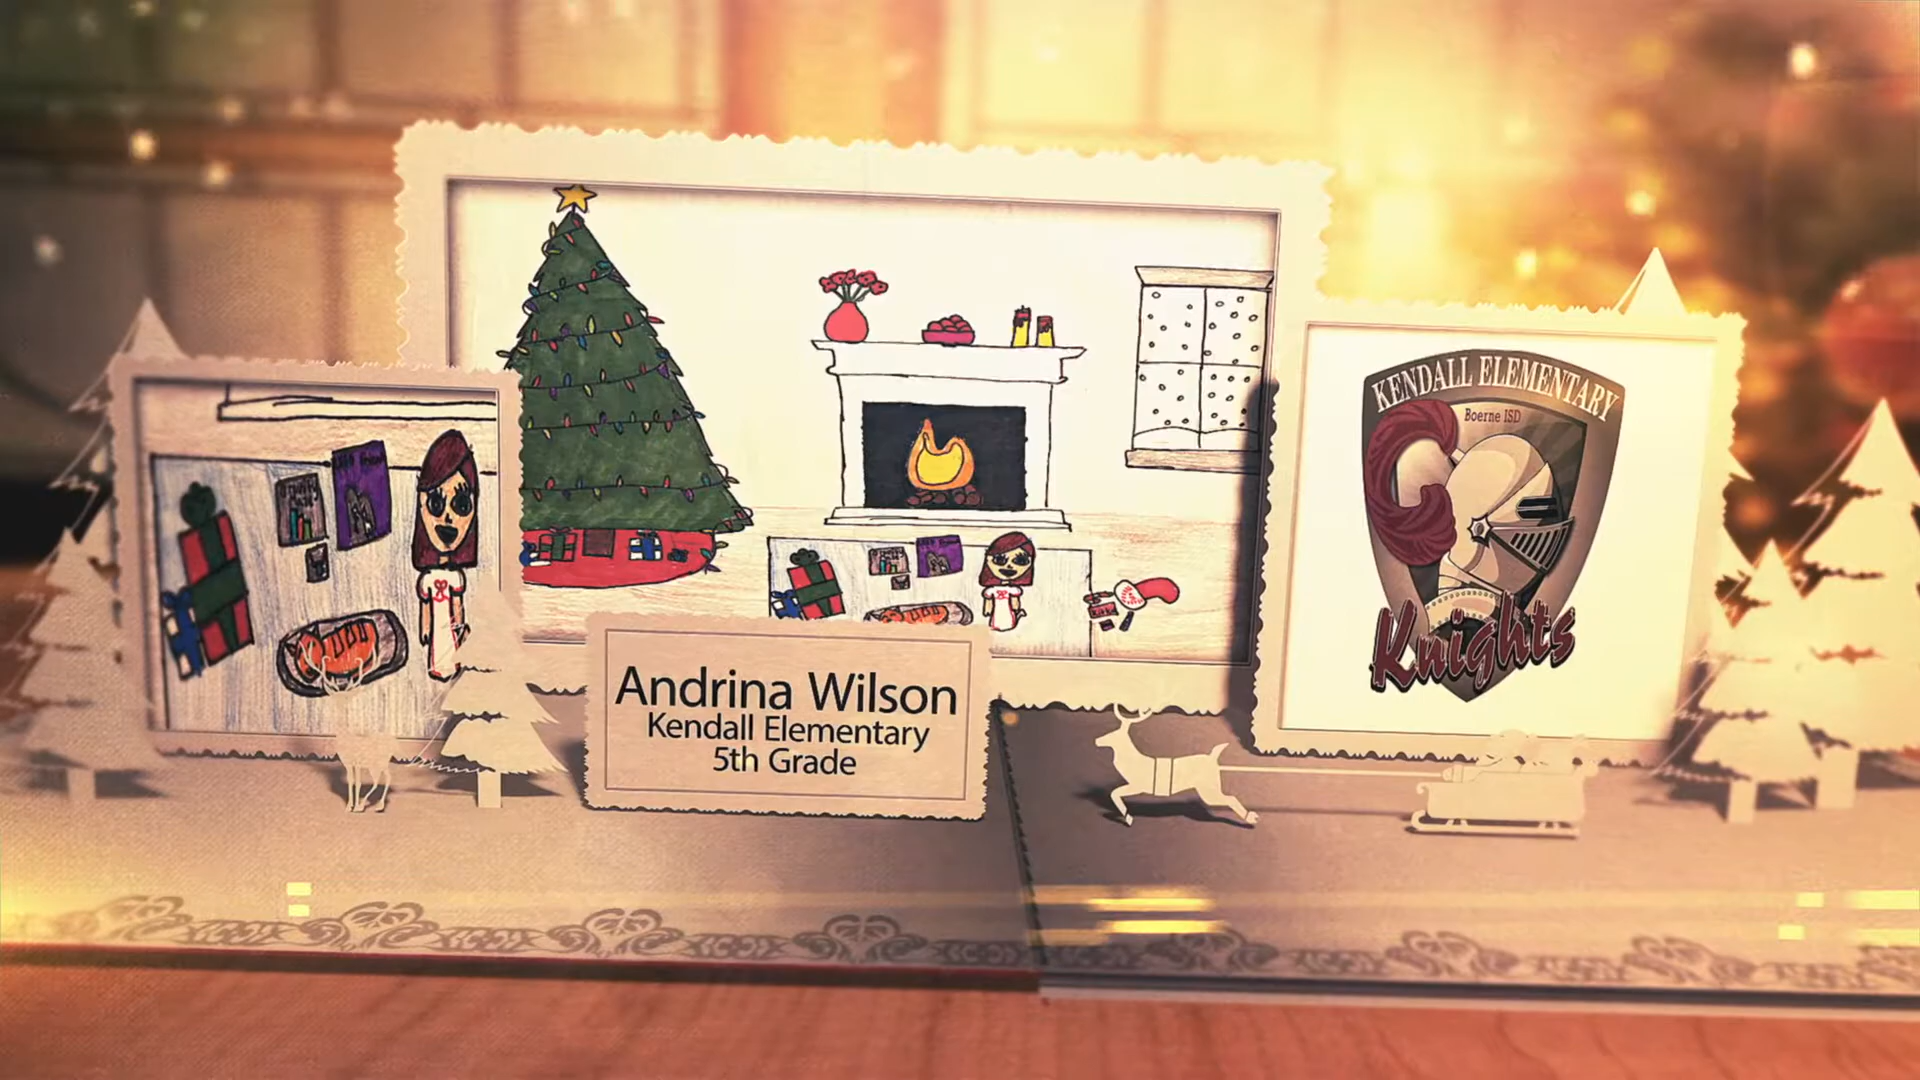 KENDALL ELEMENTARY
Boerne ISD
Knights
Andrina Wilson
Kendall Elementary
5th Grade